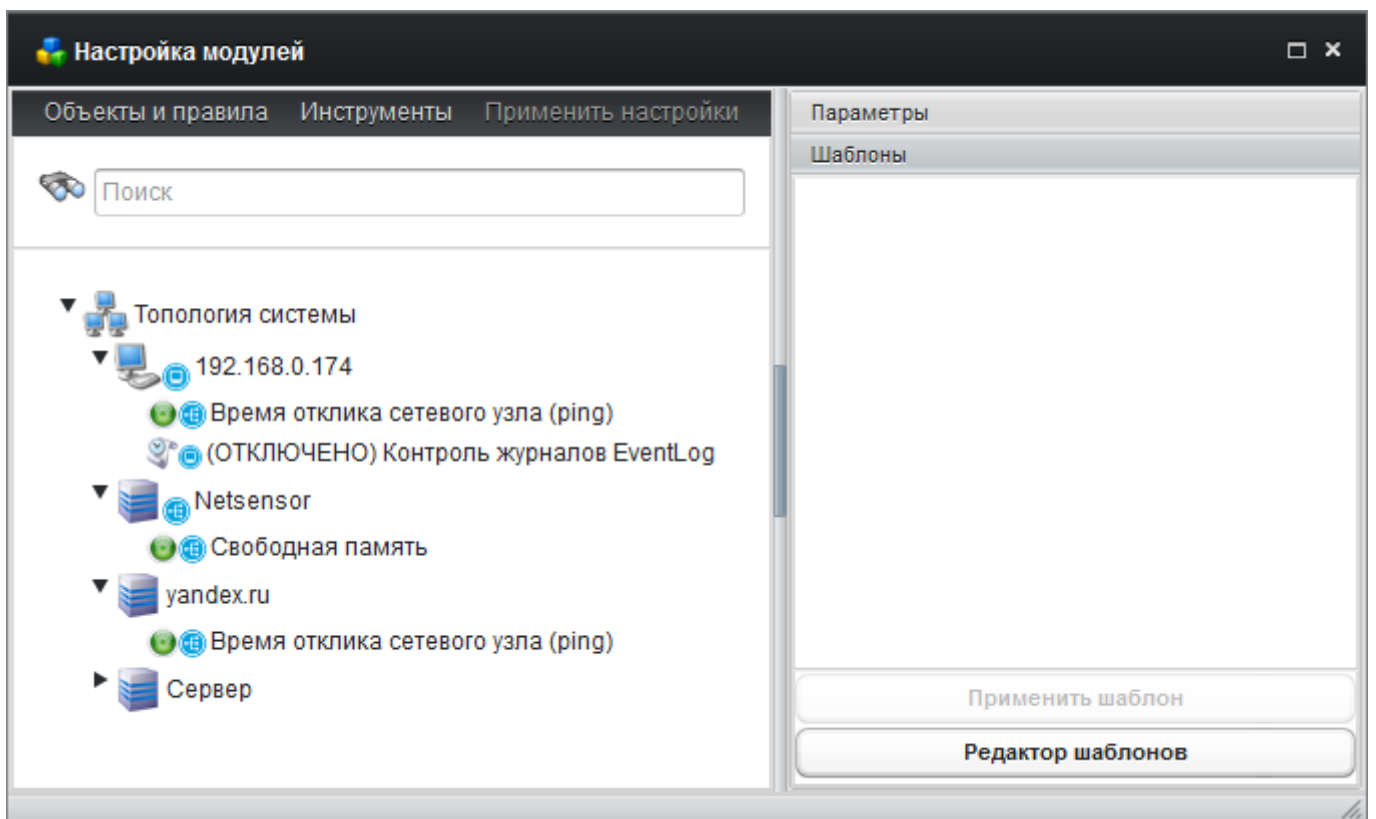 Настройка модулей
Объекты и правила Инструменты Применить настройки
Поиск
Топология системы
192.168.0.174
Время отклика сетевого узла (ping)
(ОТКЛЮЧЕНО) Контроль журналов EventLog
Netsensor
Свободная память
yandex.ru
Время отклика сетевого узла (ping)
Сервер
Параметры
Шаблоны
Применить шаблон
Редактор шаблонов